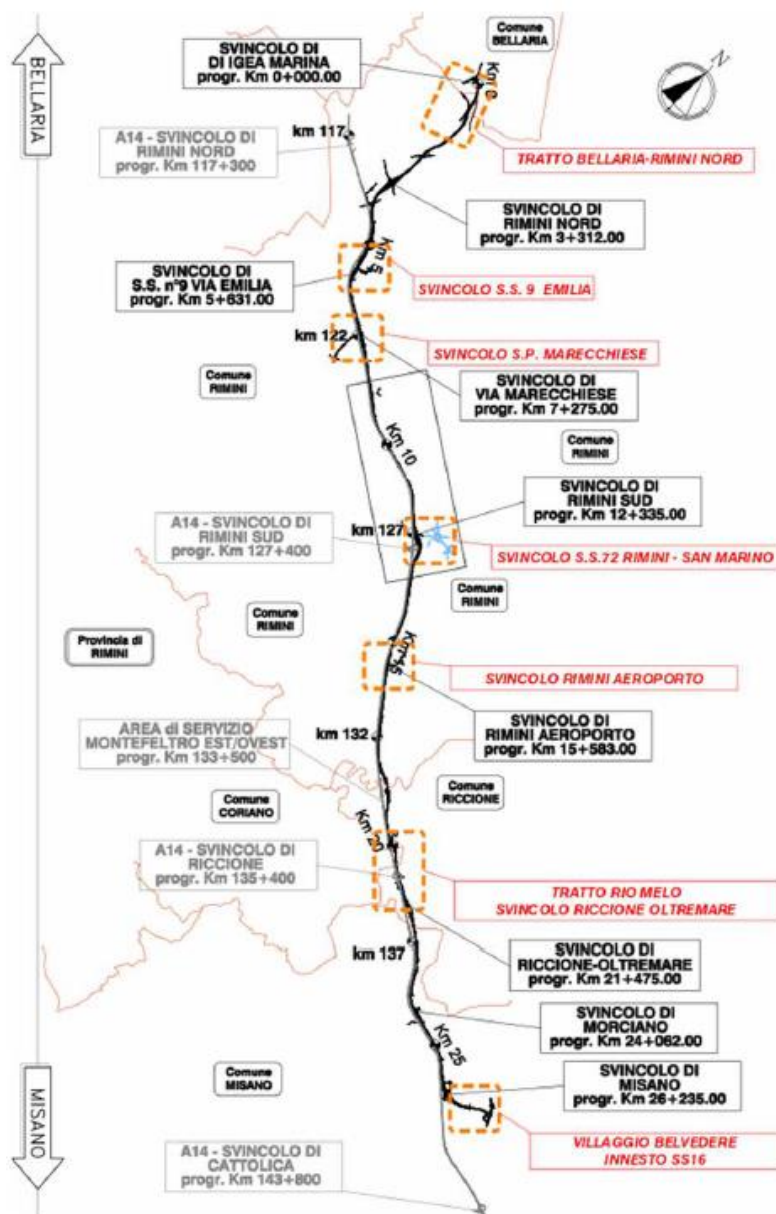 BELLARIA
Comune
BELLARIA
SVINCOLO DI
DI IGEA MARINA
progr. Km 0+000.00
Km 0
N
A14 - SVINCOLO DI
RIMINI NORD
progr. Km 117+300
km 117
TRATTO BELLARIA-RIMINI NORD
SVINCOLO DI
RIMINI NORD
progr. Km 3+312.00
Km 5
SVINCOLO DI
S.S. n°9 VIA EMILIA
progr. Km 5+631.00
SVINCOLO S.S. 9 EMILIA
km 122
SVINCOLO S.P. MARECCHIESE
Comune
RIMINI
SVINCOLO DI
VIA MARECCHIESE
progr. Km 7+275.00
Km 10
Comune
RIMINI
SVINCOLO DI
RIMINI SUD
progr. Km 12+335.00
A14 - SVINCOLO DI
RIMINI SUD
progr. Km 127+400
km 127
SVINCOLO S.S.72 RIMINI - SAN MARINO
Comune
RIMINI
Comune
RIMINI
Provincia di
RIMINI
Km 15
SVINCOLO RIMINI AEROPORTO
AREA di SERVIZIO
MONTEFELTRO EST/OVEST
progr. Km 133+500
km 132
SVINCOLO DI
RIMINI AEROPORTO
progr. Km 15+583.00
Comune
RICCIONE
Comune
CORIANO
Km 20
A14 - SVINCOLO DI
RICCIONE
progr. Km 135+400
TRATTO RIO MELO
SVINCOLO RICCIONE OLTREMARE
km 137
SVINCOLO DI
RICCIONE-OLTREMARE
progr. Km 21+475.00
SVINCOLO DI
MORCIANO
progr. Km 24+062.00
Km 25
Comune
MISANO
SVINCOLO DI
MISANO
progr. Km 26+235.00
MISANO
VILLAGGIO BELVEDERE
INNESTO SS16
A14 - SVINCOLO DI
CATTOLICA
progr. Km 143+800